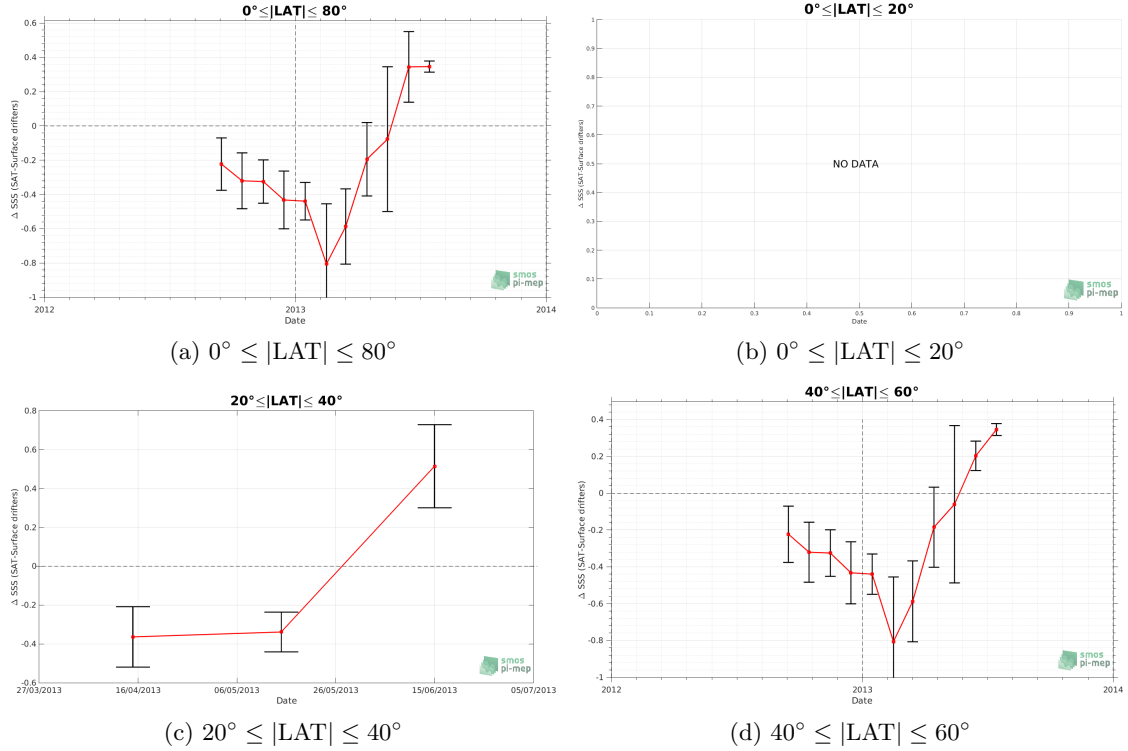 0°≤|LAT|≤ 80°
0.6
0.4
0.2
0
-0.2
-0.4
-0.6
-0.8
-1
Δ SSS (SAT-Surface drifters)
2012
2013
2014
Date
smos
pi-mep
(a) 0° ≤ |LAT| ≤ 80°
0°≤|LAT|≤ 20°
1
0.9
0.8
0.7
0.6
0.5
0.4
0.3
0.2
0.1
0
Δ SSS (SAT-Surface drifters)
NO DATA
0 0.1 0.2 0.3 0.4 0.5 0.6 0.7 0.8 0.9 1
Date
smos
pi-mep
(b) 0° ≤ |LAT| ≤ 20°
20°≤|LAT|≤ 40°
0.8
0.6
0.4
0.2
0
-0.2
-0.4
-0.6
Δ SSS (SAT-Surface drifters)
27/03/2013 16/04/2013 06/05/2013 26/05/2013 15/06/2013 05/07/2013
Date
smos
pi-mep
(c) 20° ≤ |LAT| ≤ 40°
40°≤|LAT|≤ 60°
0.4
0.2
0
-0.2
-0.4
-0.6
-0.8
-1
Δ SSS (SAT-Surface drifters)
2012 2013 2014
Date
smos
pi-mep
(d) 40° ≤ |LAT| ≤ 60°